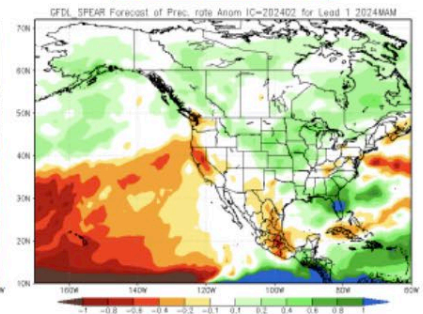 GFDL_SPEAR Forecast of Prec. rate Anom IC=202402 for Lead 1 2024MAM
70N
60N
50N
40N
30N
20N
10N
W 160W 140W 120W 100W 80W 60W
-1 -0.8 -0.6 -0.4 -0.2 -0.1 0.1 0.2 0.4 0.6 0.8 1